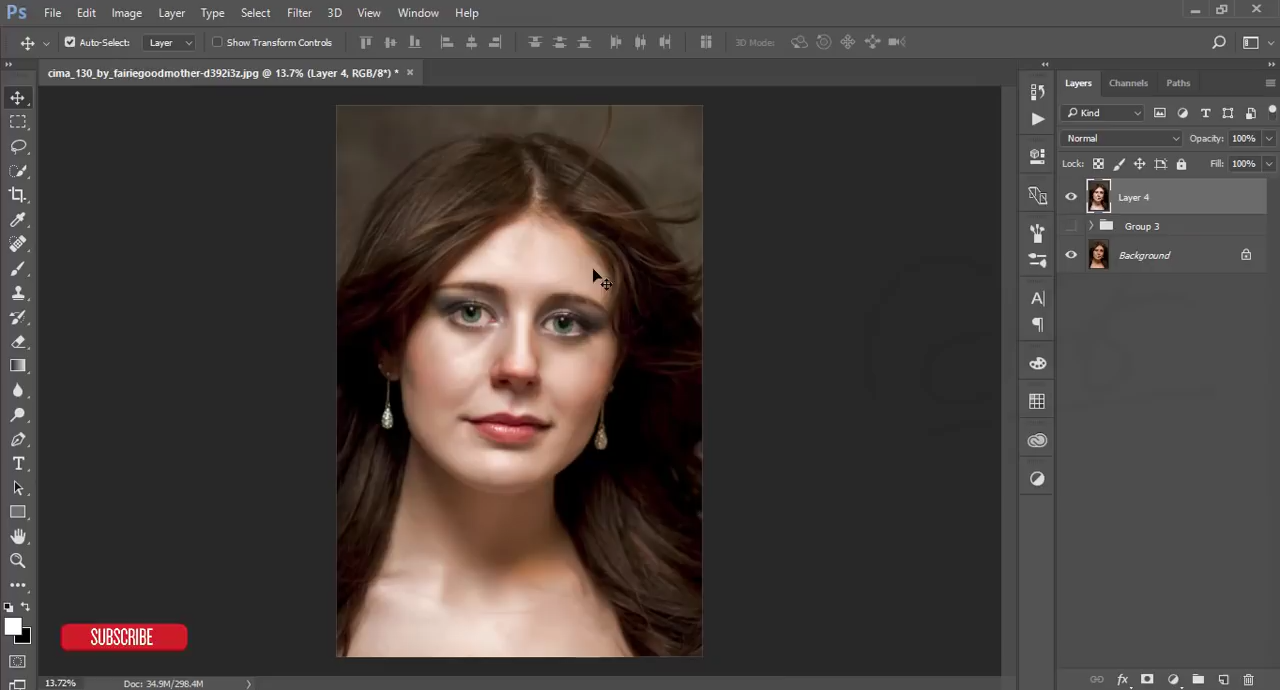 Ps File Edit Image Layer Type Select Filter 3D View Window Help
Auto-Select: Layer Show Transform Controls 3D Mode:
cima_130_by_fairiegoodmother-d392i3z.jpg @ 13.7% (Layer 4, RGB/8*) *
Layers Channels Paths
Kind
Normal Opacity: 100%
Lock: Fill: 100%
Layer 4
Group 3
Background
SUBSCRIBE
13.72% Doc: 34.9M/298.4M